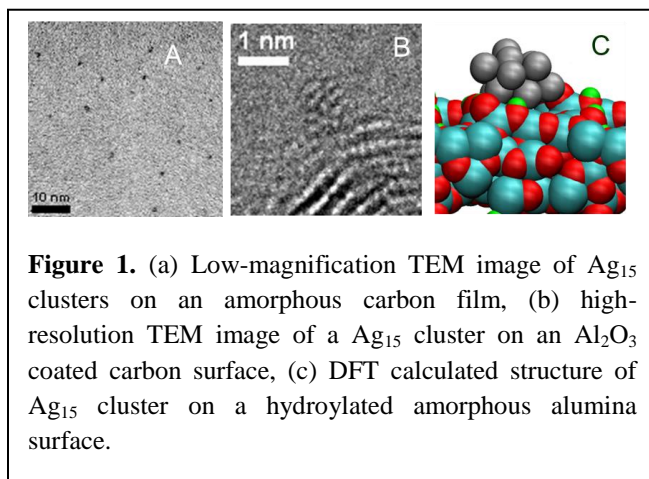 A
10 nm
1 nm
B
C
Figure 1. (a) Low-magnification TEM image of Ag15
clusters on an amorphous carbon film, (b) high-
resolution TEM image of a Ag15 cluster on an Al2O3
coated carbon surface, (c) DFT calculated structure of
Ag15 cluster on a hydroylated amorphous alumina
surface.